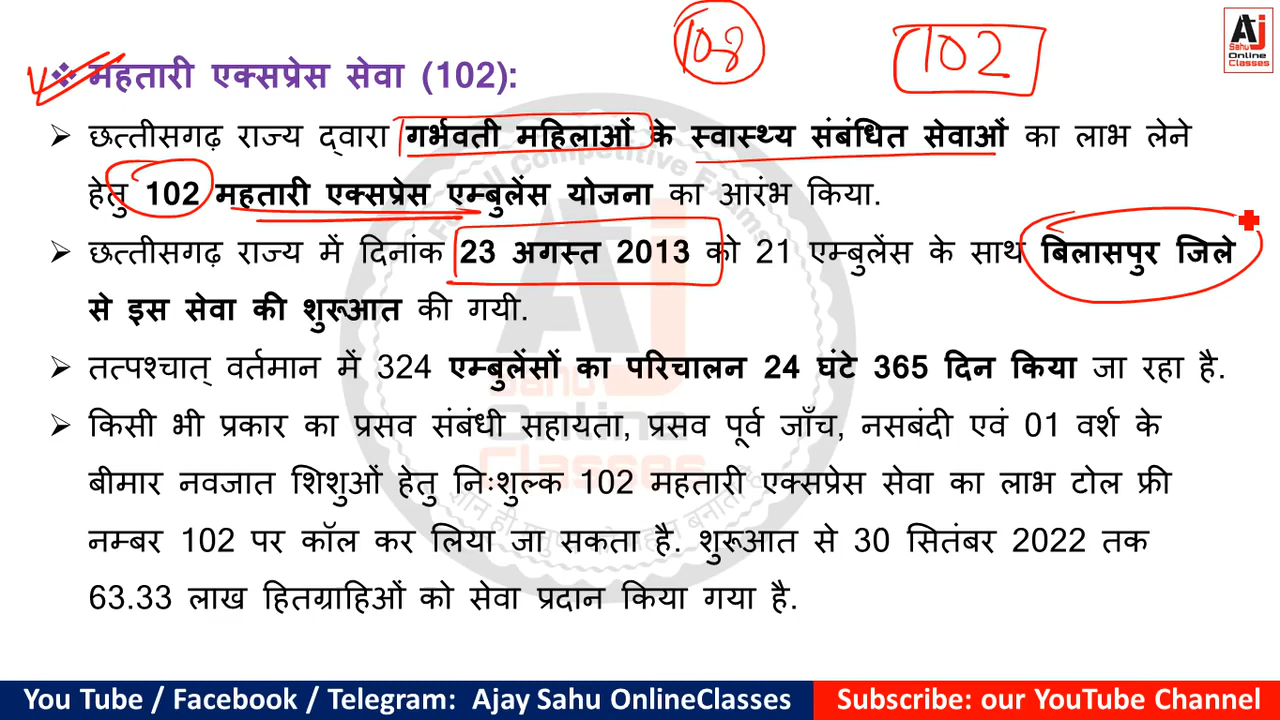 108
102
AJ
Sahu
Online
Classes
महतारी एक्सप्रेस सेवा (102):
छत्तीसगढ़ राज्य द्वारा गर्भवती महिलाओं के स्वास्थ्य संबंधित सेवाओं का लाभ लेने
हेतु 102 महतारी एक्सप्रेस एम्बुलेंस योजना का आरंभ किया.
छत्तीसगढ़ राज्य में दिनांक 23 अगस्त 2013 को 21 एम्बुलेंस के साथ बिलासपुर जिले
से इस सेवा की शुरूआत की गयी.
तत्पश्चात् वर्तमान में 324 एम्बुलेंसों का परिचालन 24 घंटे 365 दिन किया जा रहा है.
किसी भी प्रकार का प्रसव संबंधी सहायता, प्रसव पूर्व जाँच, नसबंदी एवं 01 वर्श के
बीमार नवजात शिशुओं हेतु निःशुल्क 102 महतारी एक्सप्रेस सेवा का लाभ टोल फ्री
नम्बर 102 पर कॉल कर लिया जा सकता है. शुरूआत से 30 सितंबर 2022 तक
63.33 लाख हितग्राहिओं को सेवा प्रदान किया गया है.
You Tube / Facebook / Telegram: Ajay Sahu OnlineClasses
Subscribe: our YouTube Channel